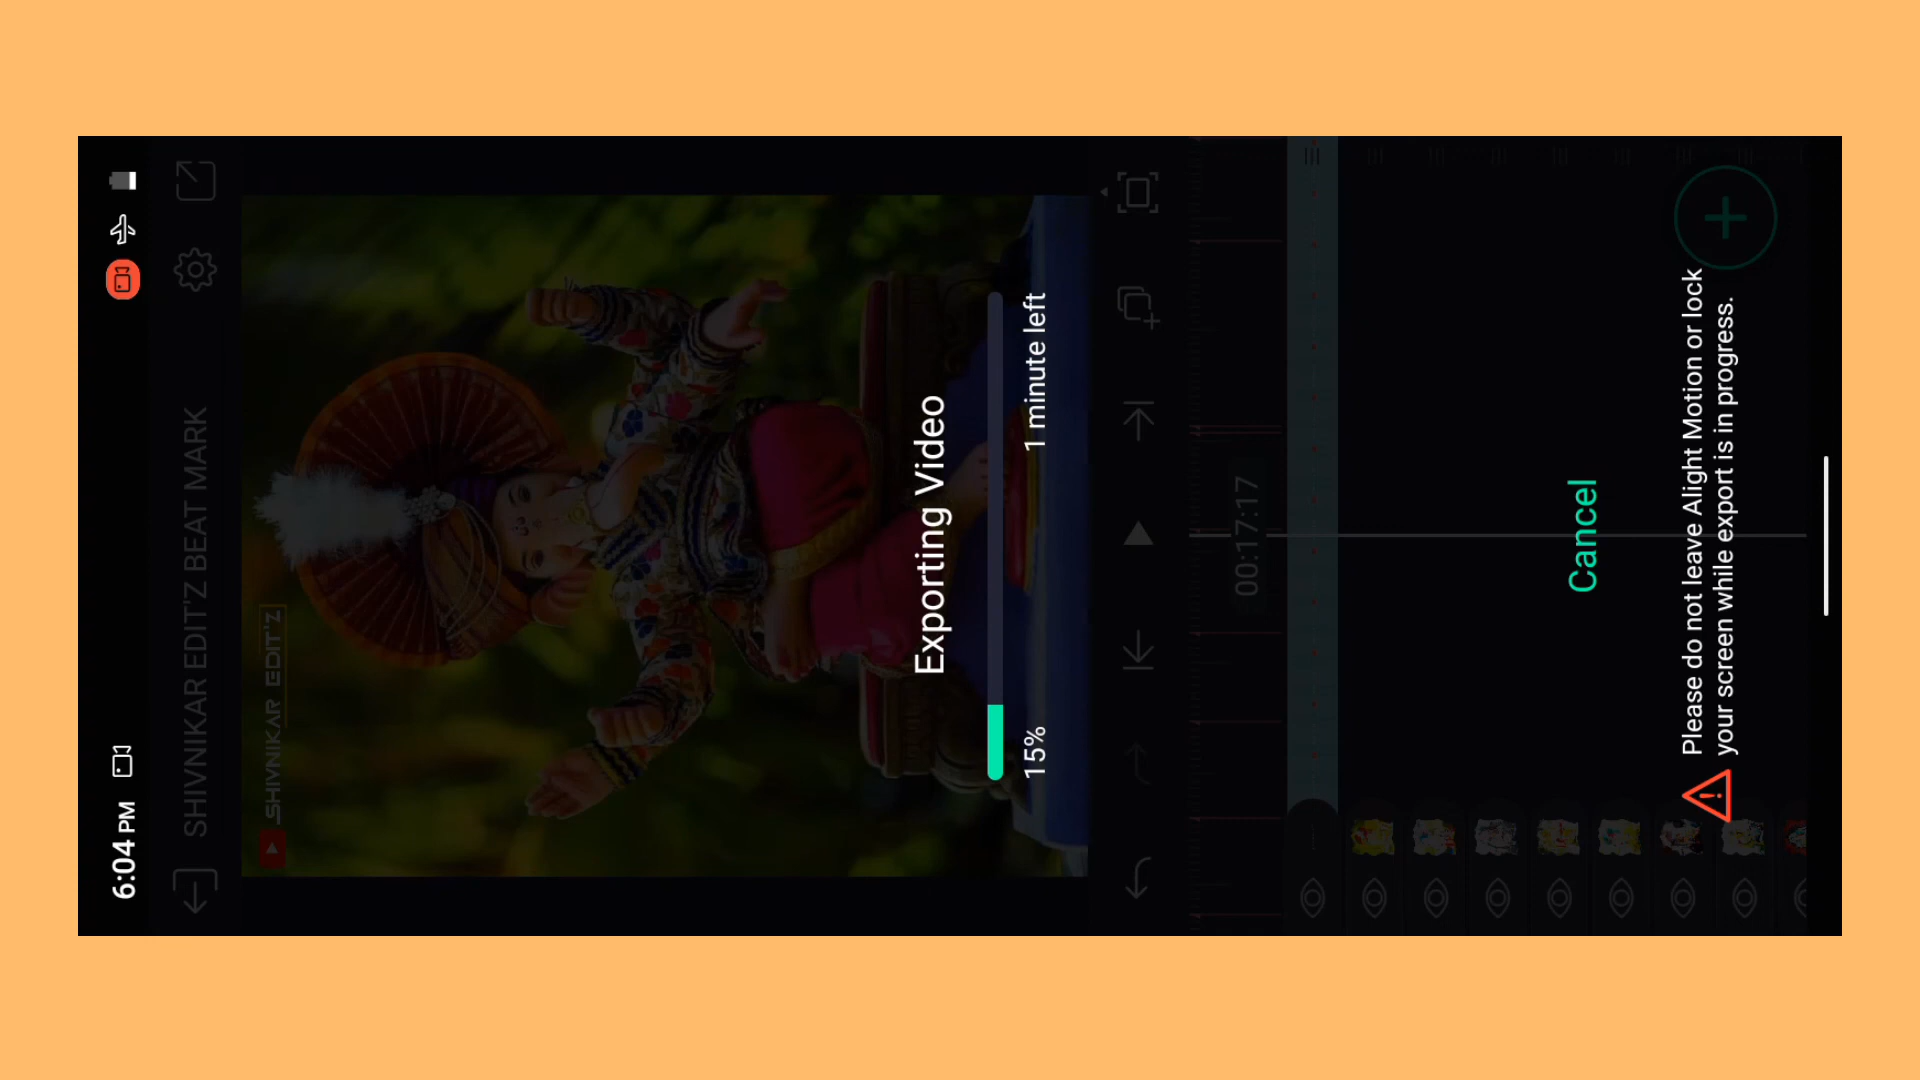 6:04 PM
SHIVNIKAR EDIT'Z BEAT MARK
SHIVNIKAR EDIT'Z
Exporting Video
15%
1 minute left
00:17:17
Cancel
Please do not leave Alight Motion or lock
your screen while export is in progress.